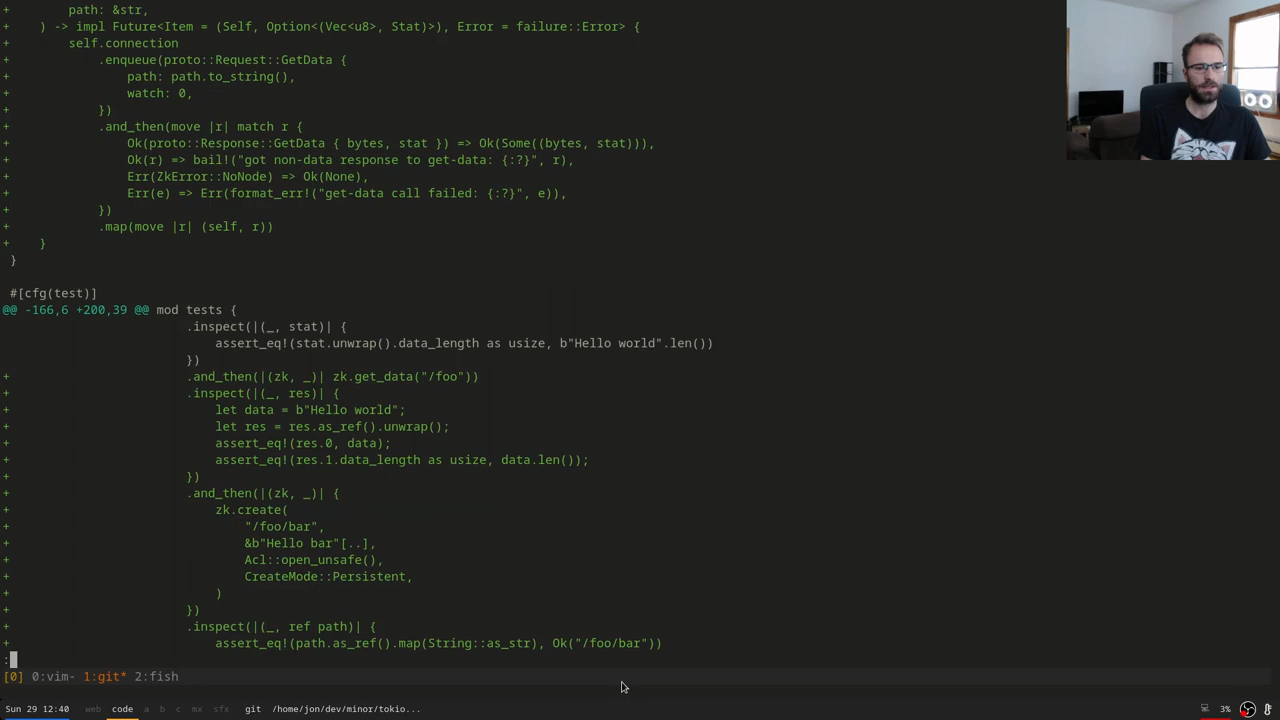 +        path: &str,
+    ) -> impl Future<Item = (Self, Option<(Vec<u8>, Stat)>), Error = failure::Error> {
+        self.connection
+            .enqueue(proto::Request::GetData {
+                path: path.to_string(),
+                watch: 0,
+            })
+            .and_then(move |r| match r {
+                Ok(proto::Response::GetData { bytes, stat }) => Ok(Some((bytes, stat))),
+                Ok(r) => bail!("got non-data response to get-data: {:?}", r),
+                Err(ZkError::NoNode) => Ok(None),
+                Err(e) => Err(format_err!("get-data call failed: {:?}", e)),
+            })
+            .map(move |r| (self, r))
+    }
 }
 
 #[cfg(test)]
@@ -166,6 +200,39 @@ mod tests {
                         .inspect(|(_, stat)| {
                             assert_eq!(stat.unwrap().data_length as usize, b"Hello world".len())
                         })
+                        .and_then(|(zk, _)| zk.get_data("/foo"))
+                        .inspect(|(_, res)| {
+                            let data = b"Hello world";
+                            let res = res.as_ref().unwrap();
+                            assert_eq!(res.0, data);
+                            assert_eq!(res.1.data_length as usize, data.len());
+                        })
+                        .and_then(|(zk, _)| {
+                            zk.create(
+                                "/foo/bar",
+                                &b"Hello bar"[..],
+                                Acl::open_unsafe(),
+                                CreateMode::Persistent,
+                            )
+                        })
+                        .inspect(|(_, ref path)| {
+                            assert_eq!(path.as_ref().map(String::as_str), Ok("/foo/bar"))
:
[0] 0:vim- 1:git* 2:fish
Sun 29 12:40 web code a b c mx sfx git /home/jon/dev/minor/tokio... 3%